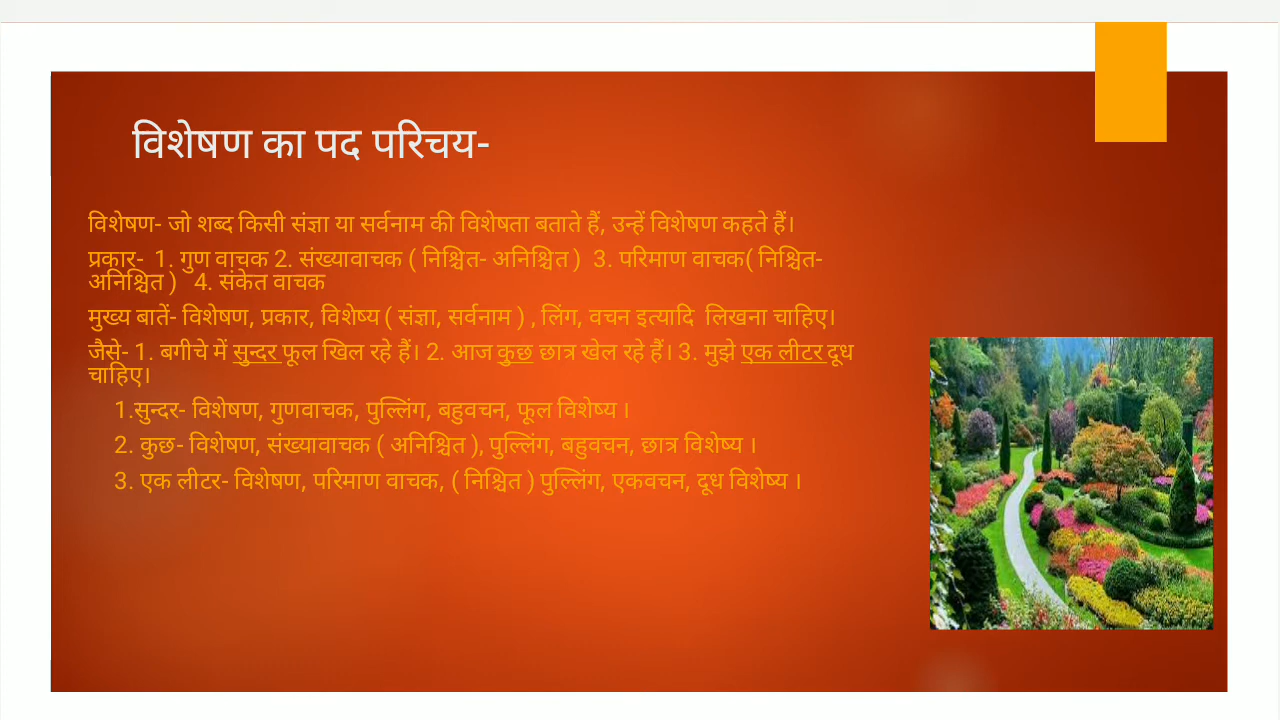 विशेषण का पद परिचय-
विशेषण- जो शब्द किसी संज्ञा या सर्वनाम की विशेषता बताते हैं, उन्हें विशेषण कहते हैं।
प्रकार- 1. गुण वाचक 2. संख्यावाचक ( निश्चित- अनिश्चित ) 3. परिमाण वाचक( निश्चित-
अनिश्चित ) 4. संकेत वाचक
मुख्य बातें- विशेषण, प्रकार, विशेष्य ( संज्ञा, सर्वनाम ) , लिंग, वचन इत्यादि लिखना चाहिए।
जैसे- 1. बगीचे में सुन्दर फूल खिल रहे हैं। 2. आज कुछ छात्र खेल रहे हैं। 3. मुझे एक लीटर दूध
चाहिए।
1.सुन्दर- विशेषण, गुणवाचक, पुल्लिंग, बहुवचन, फूल विशेष्य ।
2. कुछ- विशेषण, संख्यावाचक ( अनिश्चित ), पुल्लिंग, बहुवचन, छात्र विशेष्य ।
3. एक लीटर- विशेषण, परिमाण वाचक, ( निश्चित ) पुल्लिंग, एकवचन, दूध विशेष्य ।